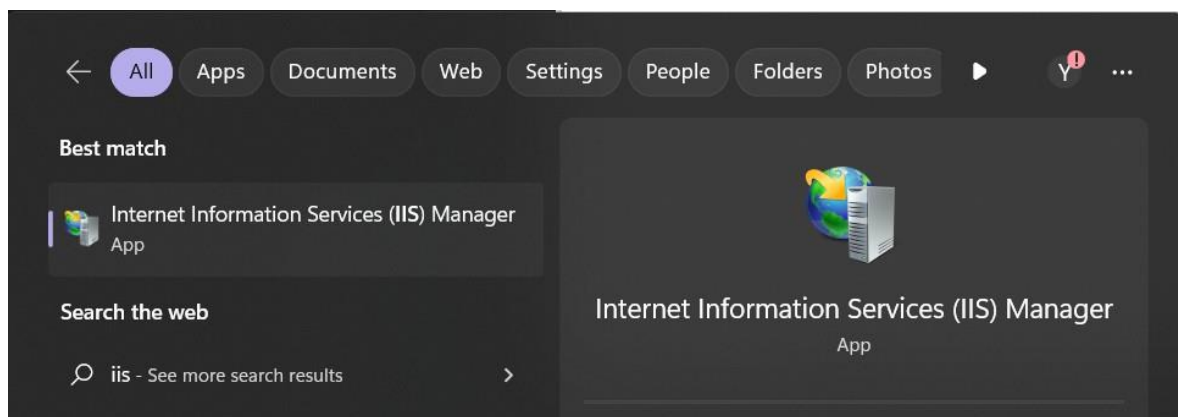 All Apps Documents Web Settings People Folders Photos Y ! ...
Best match
Internet Information Services (IIS) Manager
App
Search the web
iis - See more search results
Internet Information Services (IIS) Manager
App